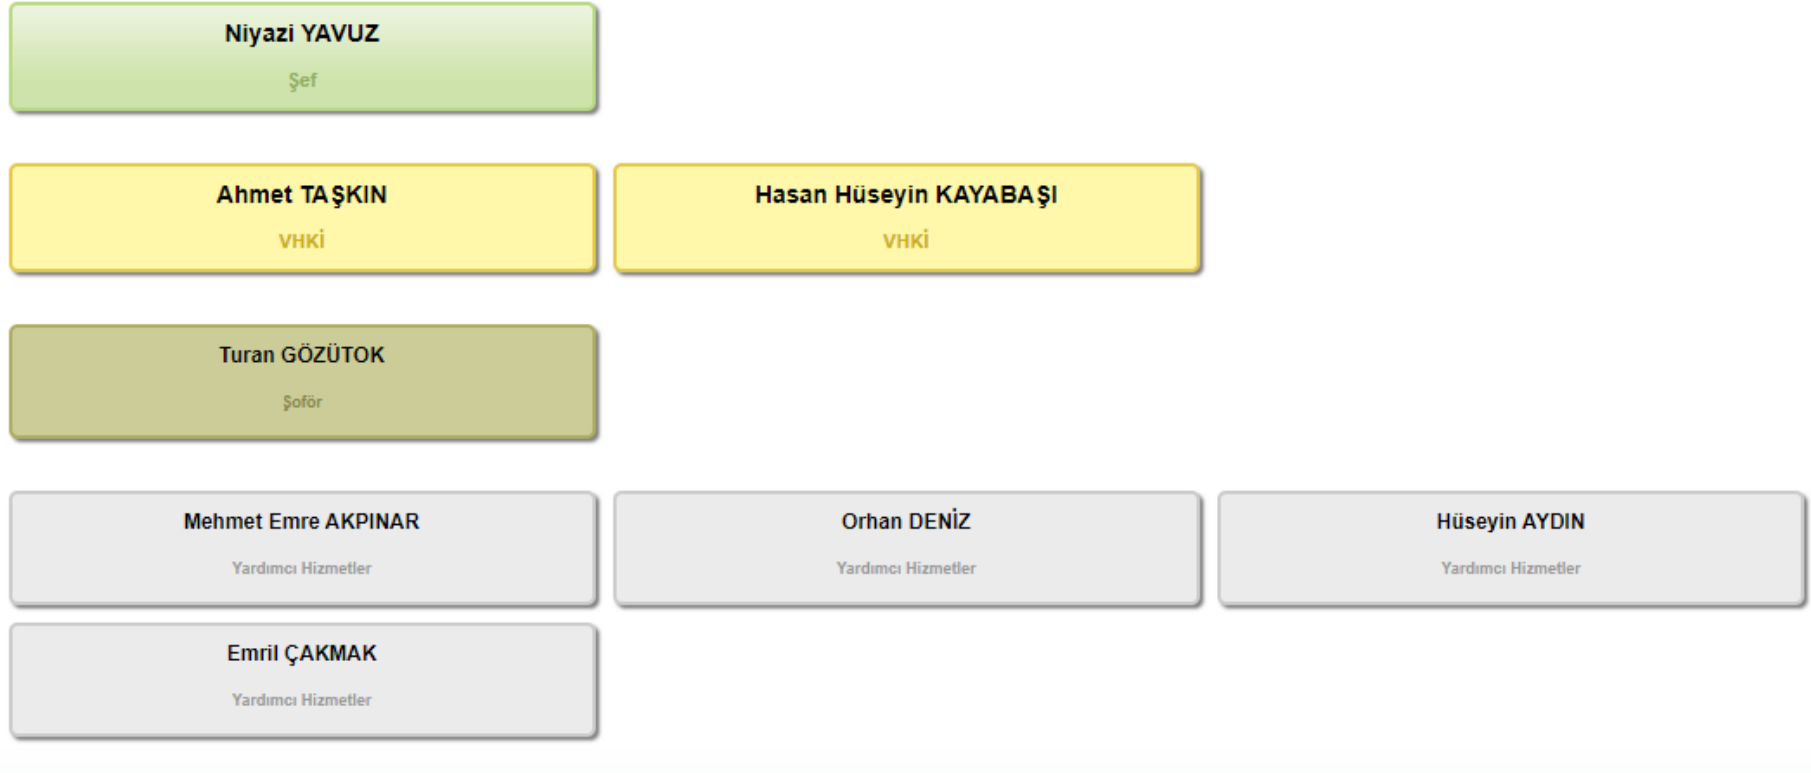 Niyazi YAVUZ
Şef
Ahmet TAŞKIN
VHKİ
Hasan Hüseyin KAYABAŞI
VHKİ
Turan GÖZÜTOK
Şoför
Mehmet Emre AKPINAR
Yardımcı Hizmetler
Orhan DENİZ
Yardımcı Hizmetler
Hüseyin AYDIN
Yardımcı Hizmetler
Emril ÇAKMAK
Yardımcı Hizmetler